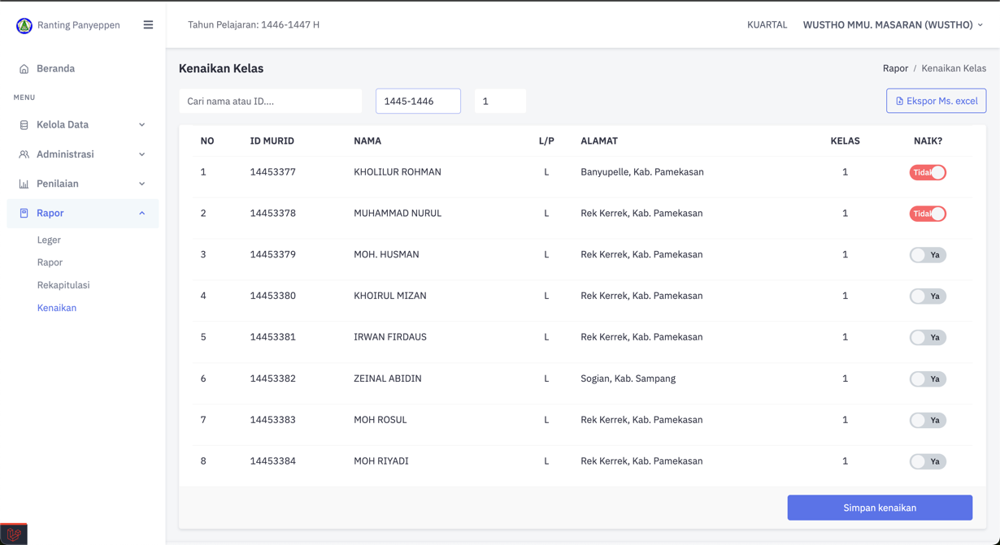 Ranting Panyeppen
Tahun Pelajaran: 1446-1447 H
KUARTAL
WUSTHO MMU. MASARAN (WUSTHO)
Beranda
MENU
Kelola Data
Administrasi
Penilaian
Rapor
Leger
Rapor
Rekapitulasi
Kenaikan
Kenaikan Kelas
Rapor / Kenaikan Kelas
Cari nama atau ID....
1445-1446
1
Ekspor Ms. excel
NO ID MURID NAMA L/P ALAMAT KELAS NAIK?
1 14453377 KHOLILUR ROHMAN L Banyupelle, Kab. Pamekasan 1 Tidak
2 14453378 MUHAMMAD NURUL L Rek Kerrek, Kab. Pamekasan 1 Tidak
3 14453379 MOH. HUSMAN L Rek Kerrek, Kab. Pamekasan 1 Ya
4 14453380 KHOIRUL MIZAN L Rek Kerrek, Kab. Pamekasan 1 Ya
5 14453381 IRWAN FIRDAUS L Rek Kerrek, Kab. Pamekasan 1 Ya
6 14453382 ZEINAL ABIDIN L Sogian, Kab. Sampang 1 Ya
7 14453383 MOH ROSUL L Rek Kerrek, Kab. Pamekasan 1 Ya
8 14453384 MOH RIYADI L Rek Kerrek, Kab. Pamekasan 1 Ya
Simpan kenaikan